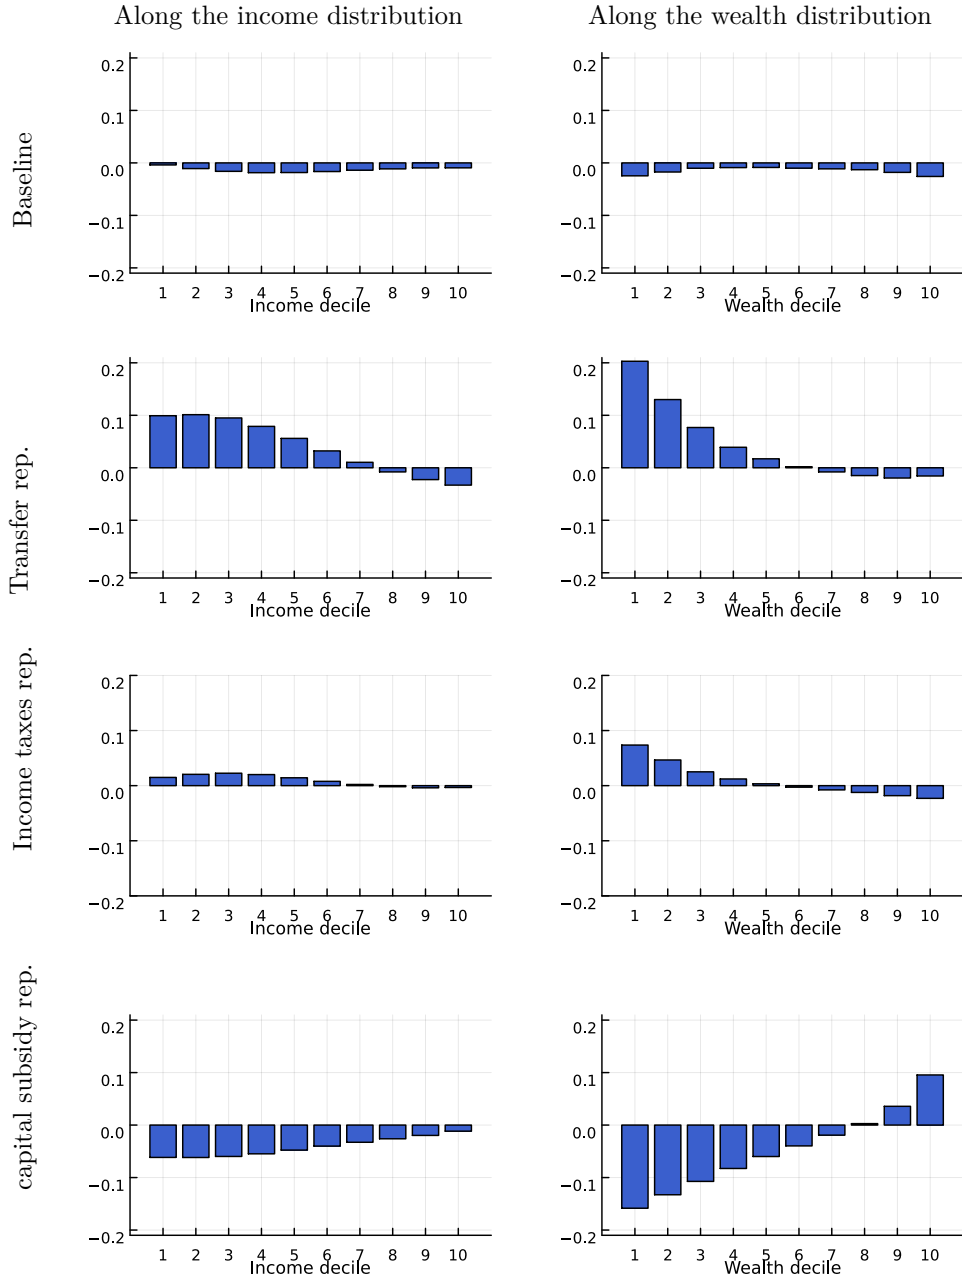 Along the income distribution
Along the wealth distribution
Baseline
0.2
0.1
0.0
−0.1
−0.2
1 2 3 4 5 6 7 8 9 10
Income decile
0.2
0.1
0.0
−0.1
−0.2
1 2 3 4 5 6 7 8 9 10
Wealth decile
Transfer rep.
0.2
0.1
0.0
−0.1
−0.2
1 2 3 4 5 6 7 8 9 10
Income decile
0.2
0.1
0.0
−0.1
−0.2
1 2 3 4 5 6 7 8 9 10
Wealth decile
Income taxes rep.
0.2
0.1
0.0
−0.1
−0.2
1 2 3 4 5 6 7 8 9 10
Income decile
0.2
0.1
0.0
−0.1
−0.2
1 2 3 4 5 6 7 8 9 10
Wealth decile
capital subsidy rep.
0.2
0.1
0.0
−0.1
−0.2
1 2 3 4 5 6 7 8 9 10
Income decile
0.2
0.1
0.0
−0.1
−0.2
1 2 3 4 5 6 7 8 9 10
Wealth decile